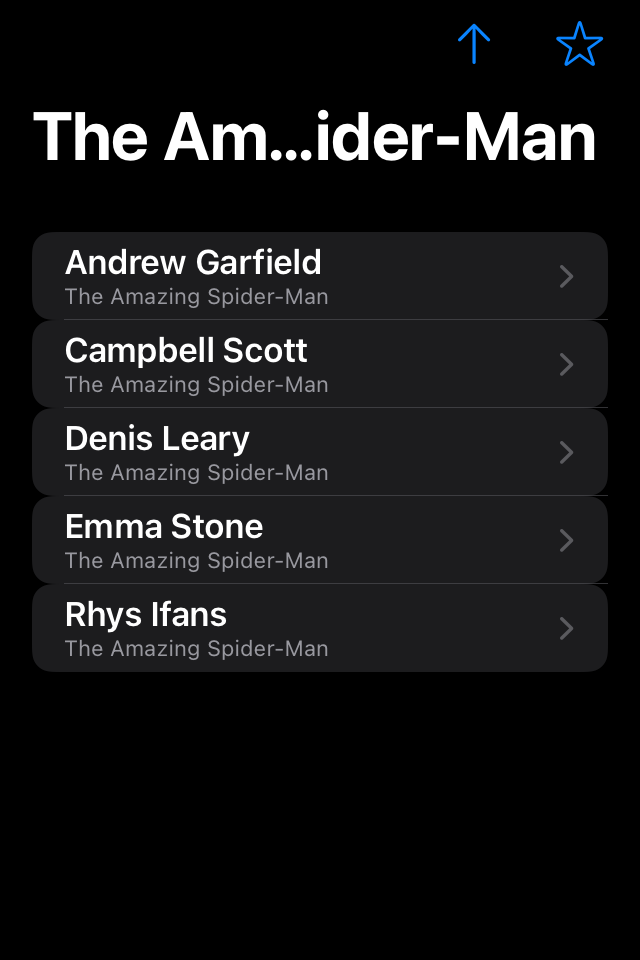 The Am...ider-Man
Andrew Garfield
The Amazing Spider-Man
Campbell Scott
The Amazing Spider-Man
Denis Leary
The Amazing Spider-Man
Emma Stone
The Amazing Spider-Man
Rhys Ifans
The Amazing Spider-Man